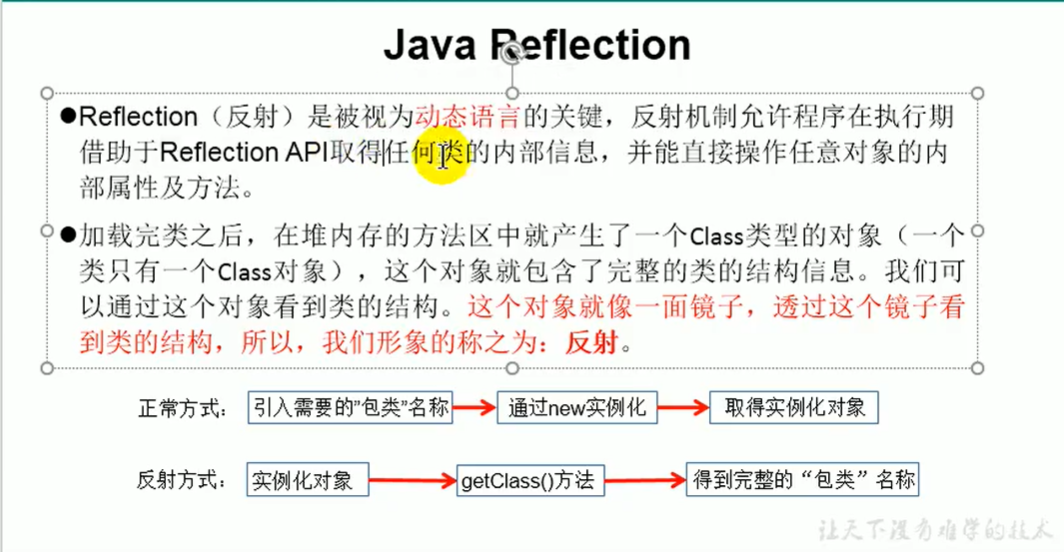 Java Reflection
●Reflection（反射）是被视为动态语言的关键，反射机制允许程序在执行期
借助于Reflection API取得任何类的内部信息，并能直接操作任意对象的内
部属性及方法。
●加载完类之后，在堆内存的方法区中就产生了一个Class类型的对象（一个
类只有一个Class对象），这个对象就包含了完整的类的结构信息。我们可
以通过这个对象看到类的结构。这个对象就像一面镜子，透过这个镜子看
到类的结构，所以，我们形象的称之为：反射。
正常方式： 引入需要的”包类”名称 通过new实例化 取得实例化对象
反射方式： 实例化对象 getClass()方法 得到完整的“包类”名称
让天下没有难学的技术